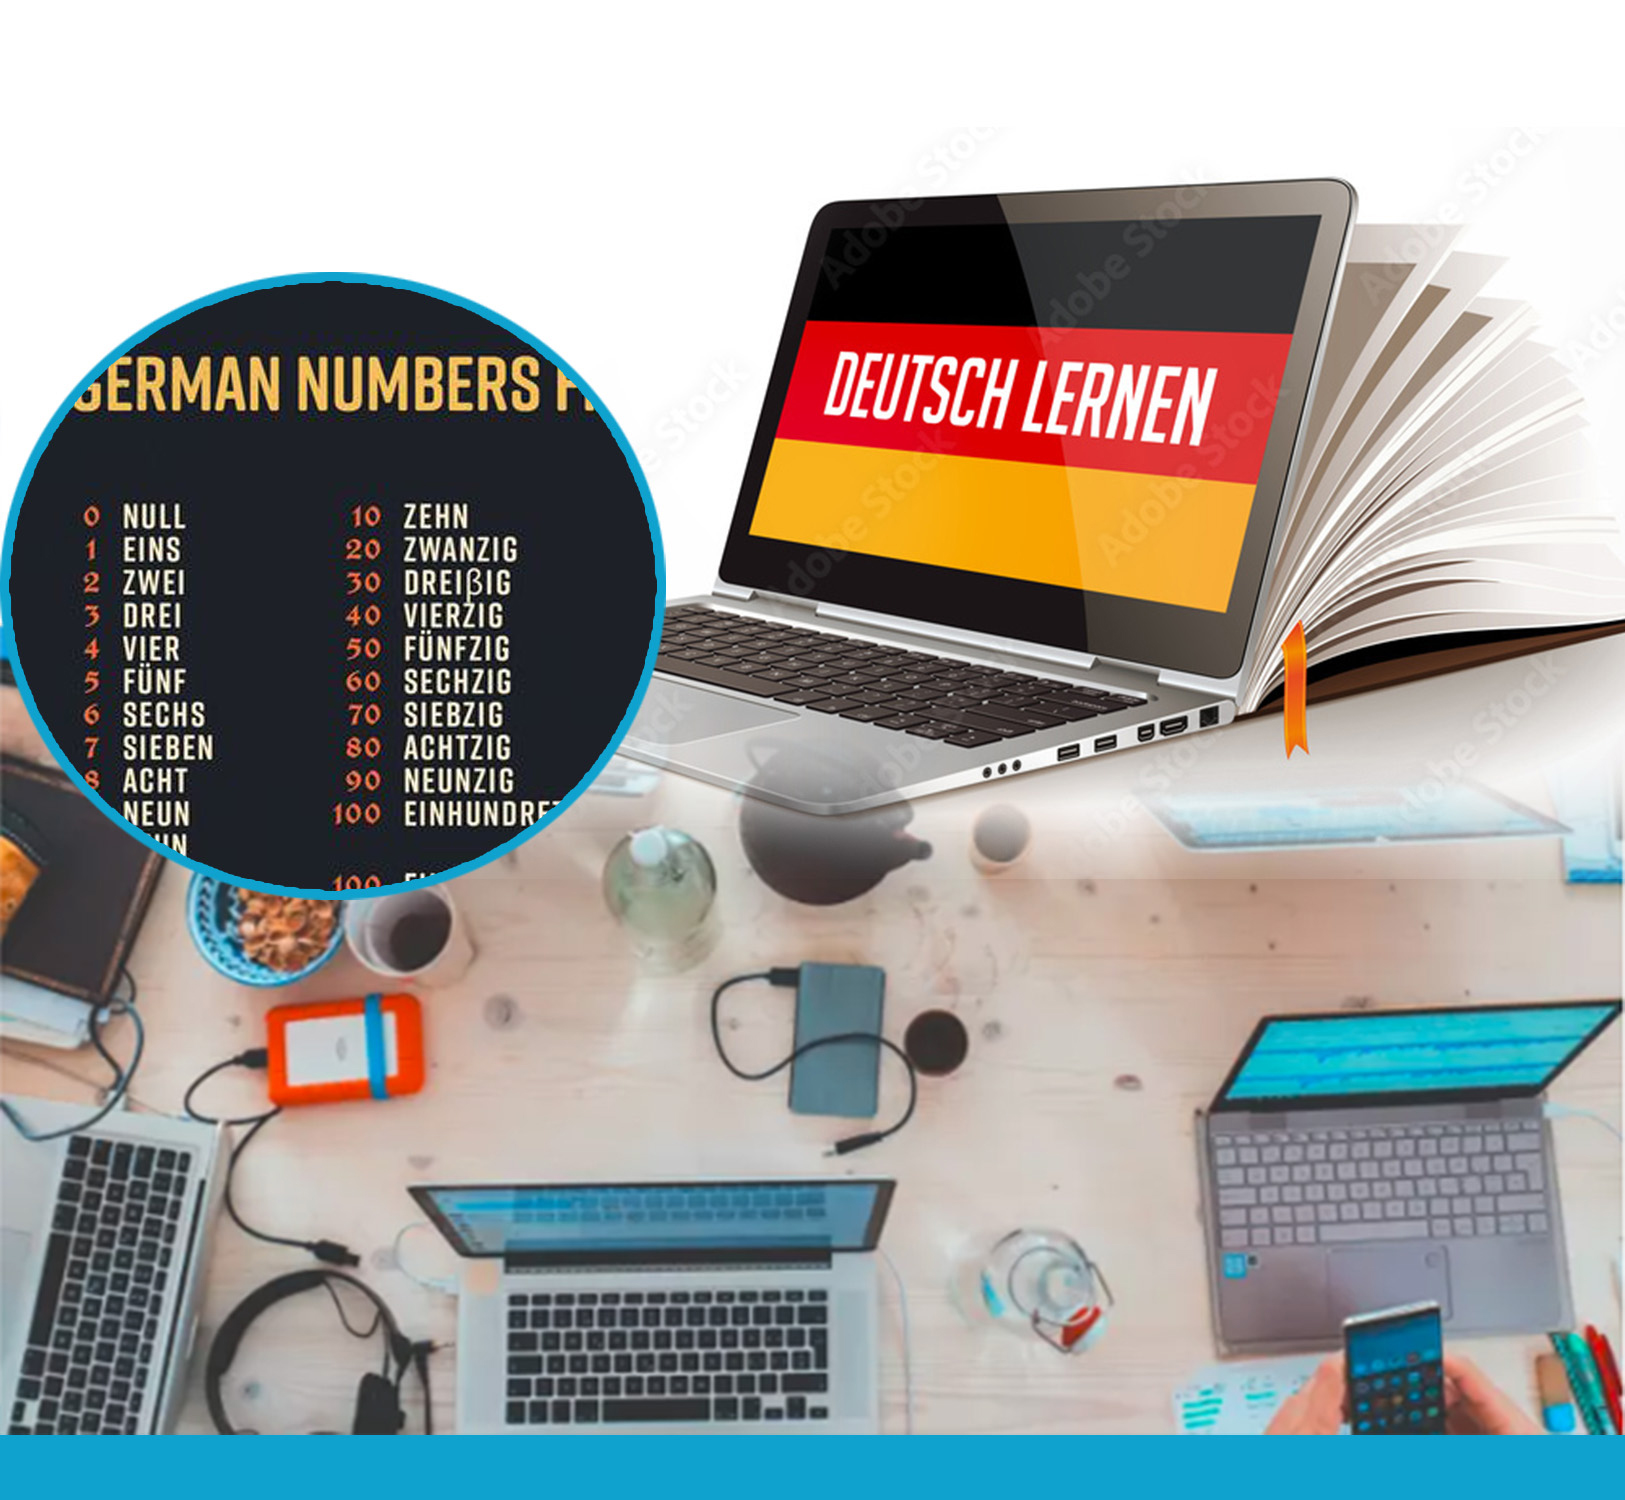 GERMAN NUMBERS
0 NULL
1 EINS
2 ZWEI
3 DREI
4 VIER
5 FÜNF
6 SECHS
7 SIEBEN
8 ACHT
NEUN
10 ZEHN
20 ZWANZIG
30 DREIβIG
40 VIERZIG
50 FÜNFZIG
60 SECHZIG
70 SIEBZIG
80 ACHTZIG
90 NEUNZIG
100 EINHUNDRET
100
DEUTSCH LERNEN
Adobe Stock